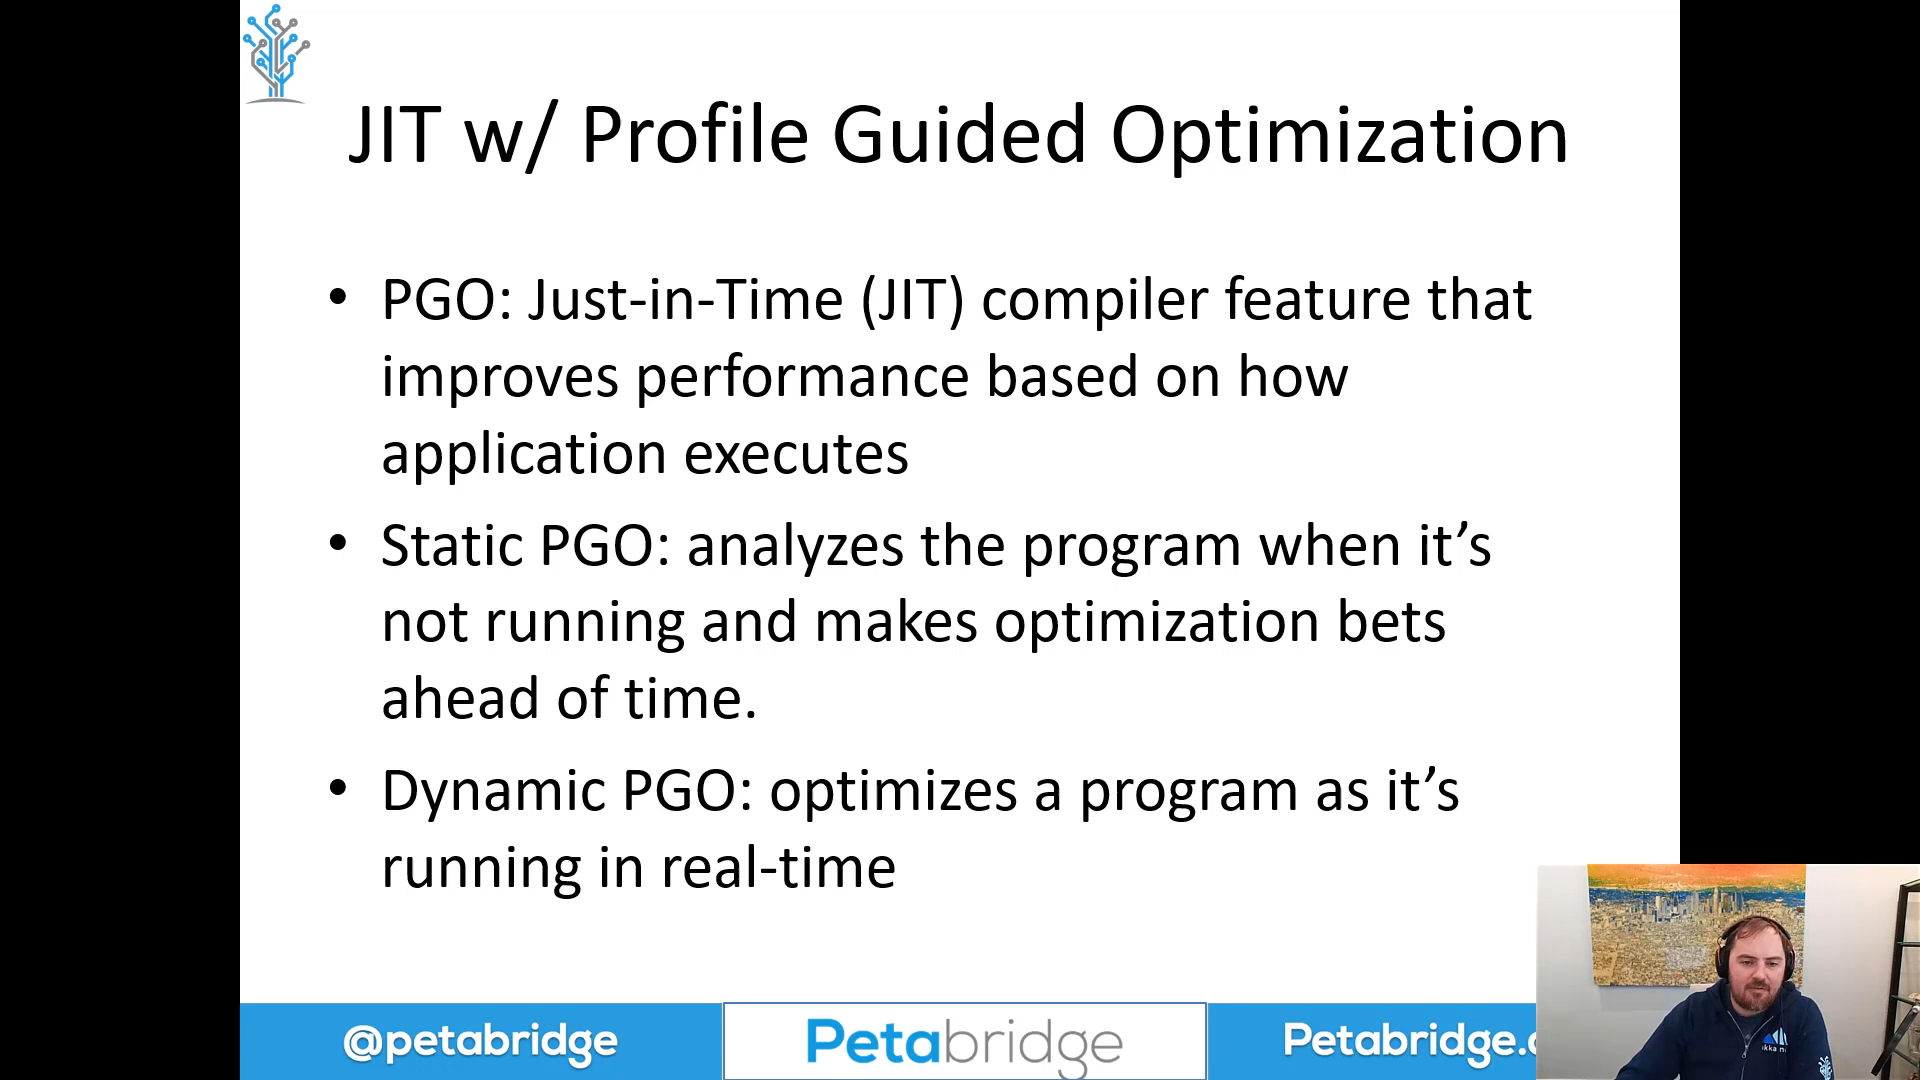 JIT w/ Profile Guided Optimization
• PGO: Just-in-Time (JIT) compiler feature that
improves performance based on how
application executes
• Static PGO: analyzes the program when it’s
not running and makes optimization bets
ahead of time.
• Dynamic PGO: optimizes a program as it’s
running in real-time
@petabridge
Petabridge
Petabridge.